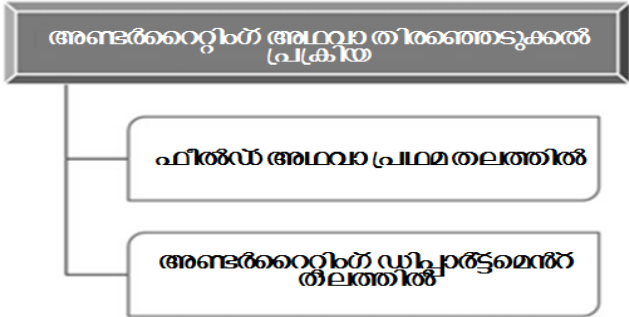 അണ്ടർറൈറ്റിംഗ് അഥവാ തിരഞ്ഞെടുക്കൽ
പ്രക്രിയ
ഫീൽഡ് അഥവാ പ്രഥമ തലത്തിൽ
അണ്ടർറൈറ്റിംഗ് ഡിപ്പാർട്ട്മെൻറ്
തലത്തിൽ